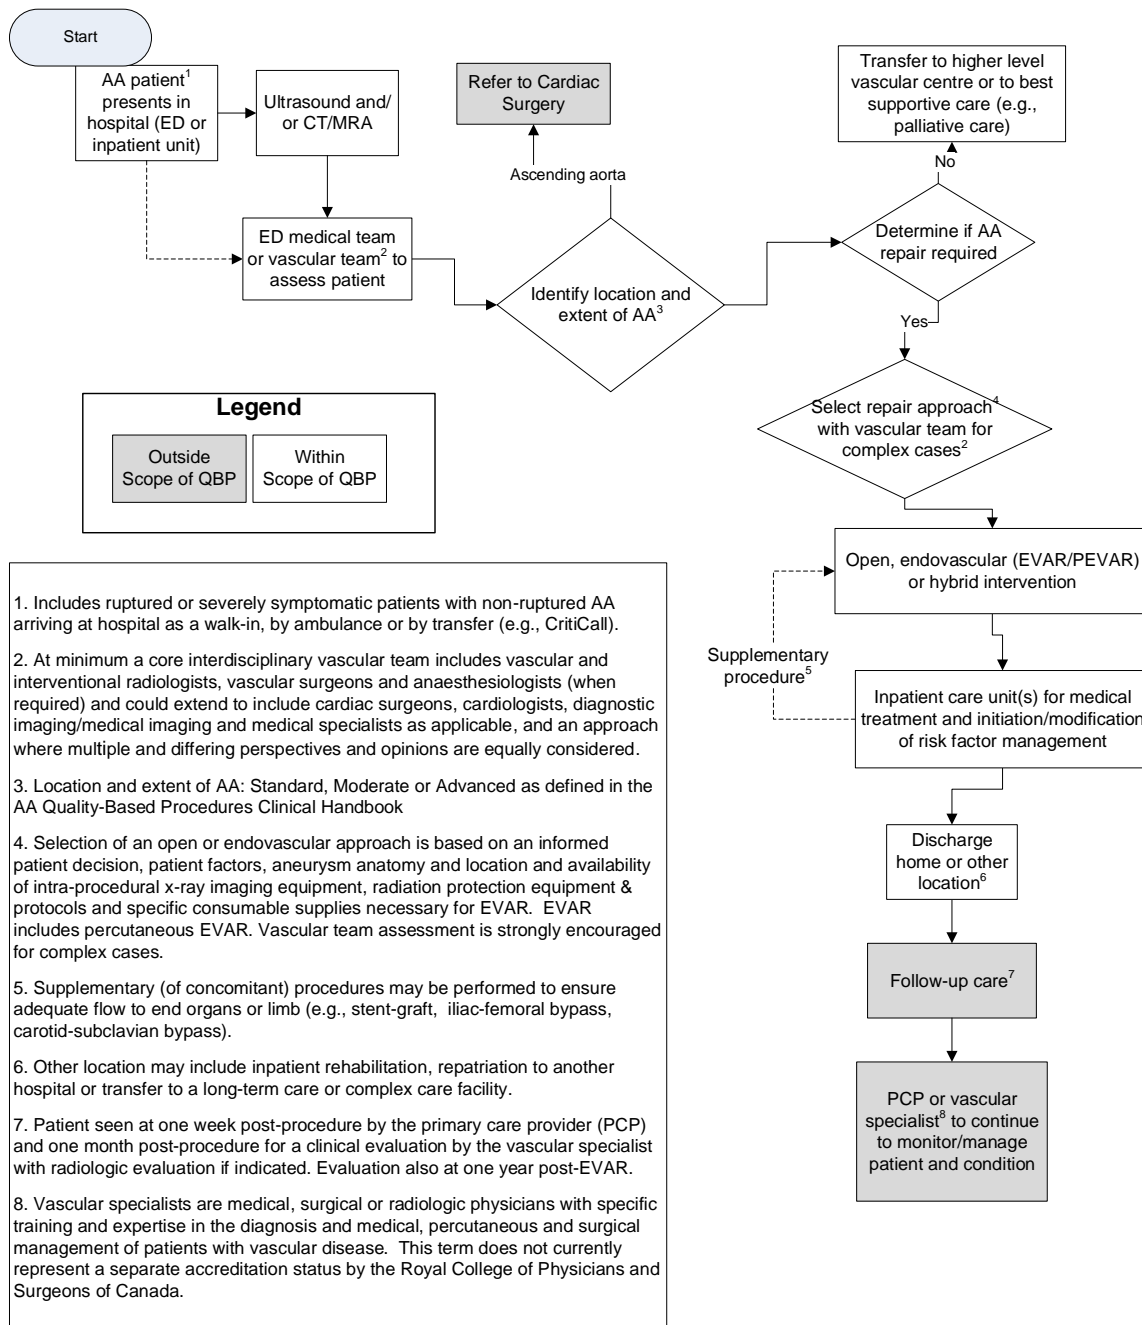 Start
AA patient1
presents in
hospital (ED or
inpatient unit)
Ultrasound and/
or CT/MRA
Refer to Cardiac
Surgery
Transfer to higher level
vascular centre or to best
supportive care (e.g.,
palliative care)
Ascending aorta
No
ED medical team
or vascular team2 to
assess patient
Identify location and
extent of AA3
Determine if AA
repair required
Yes
Select repair approach4
with vascular team for
complex cases2
Legend
Outside
Scope of QBP
Within
Scope of QBP
Open, endovascular (EVAR/PEVAR)
or hybrid intervention
Supplementary
procedure5
Inpatient care unit(s) for medical
treatment and initiation/modification
of risk factor management
Discharge
home or other
location6
Follow-up care7
PCP or vascular
specialist8 to continue
to monitor/manage
patient and condition
1. Includes ruptured or severely symptomatic patients with non-ruptured AA
arriving at hospital as a walk-in, by ambulance or by transfer (e.g., CritiCall).
2. At minimum a core interdisciplinary vascular team includes vascular and
interventional radiologists, vascular surgeons and anaesthesiologists (when
required) and could extend to include cardiac surgeons, cardiologists, diagnostic
imaging/medical imaging and medical specialists as applicable, and an approach
where multiple and differing perspectives and opinions are equally considered.
3. Location and extent of AA: Standard, Moderate or Advanced as defined in the
AA Quality-Based Procedures Clinical Handbook
4. Selection of an open or endovascular approach is based on an informed
patient decision, patient factors, aneurysm anatomy and location and availability
of intra-procedural x-ray imaging equipment, radiation protection equipment &
protocols and specific consumable supplies necessary for EVAR.  EVAR
includes percutaneous EVAR. Vascular team assessment is strongly encouraged
for complex cases.
5. Supplementary (of concomitant) procedures may be performed to ensure
adequate flow to end organs or limb (e.g., stent-graft,  iliac-femoral bypass,
carotid-subclavian bypass).
6. Other location may include inpatient rehabilitation, repatriation to another
hospital or transfer to a long-term care or complex care facility.
7. Patient seen at one week post-procedure by the primary care provider (PCP)
and one month post-procedure for a clinical evaluation by the vascular specialist
with radiologic evaluation if indicated. Evaluation also at one year post-EVAR.
8. Vascular specialists are medical, surgical or radiologic physicians with specific
training and expertise in the diagnosis and medical, percutaneous and surgical
management of patients with vascular disease.  This term does not currently
represent a separate accreditation status by the Royal College of Physicians and
Surgeons of Canada.